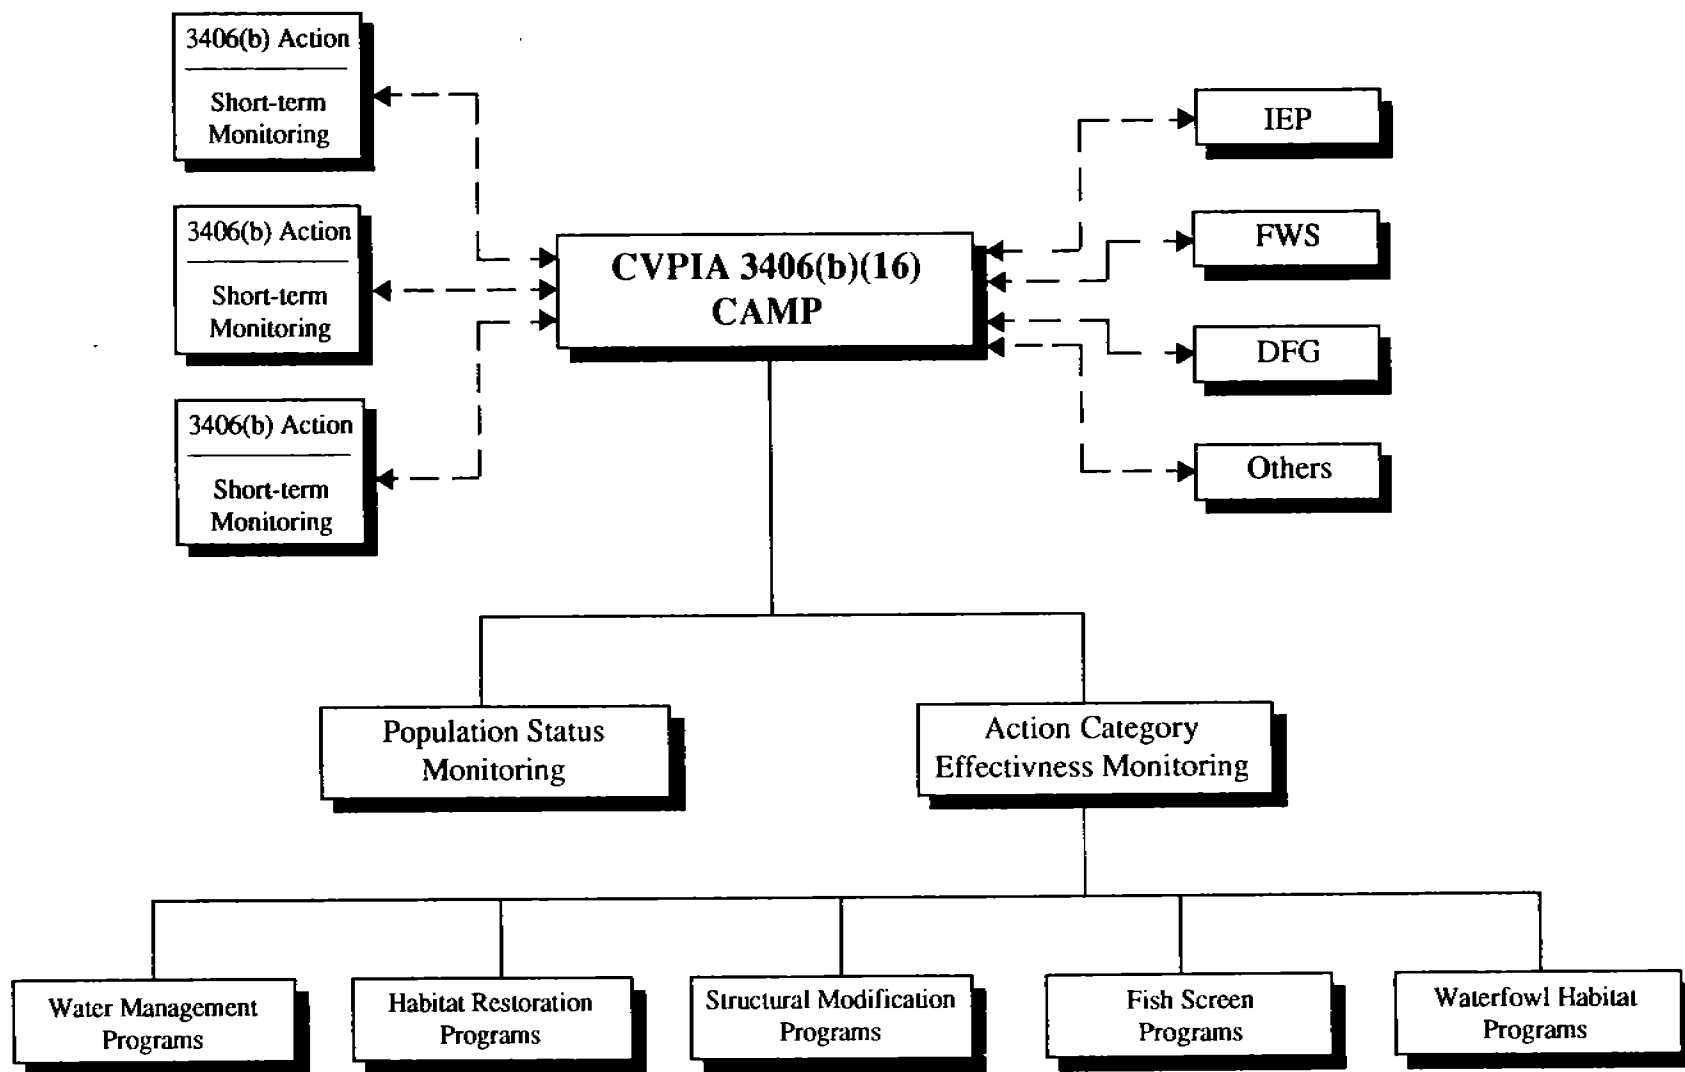 3406(b) Action
Short-term
Monitoring
3406(b) Action
Short-term
Monitoring
3406(b) Action
Short-term
Monitoring
CVPIA 3406(b)(16)
CAMP
IEP
FWS
DFG
Others
Population Status
Monitoring
Action Category
Effectivness Monitoring
Water Management
Programs
Habitat Restoration
Programs
Structural Modification
Programs
Fish Screen
Programs
Waterfowl Habitat
Programs